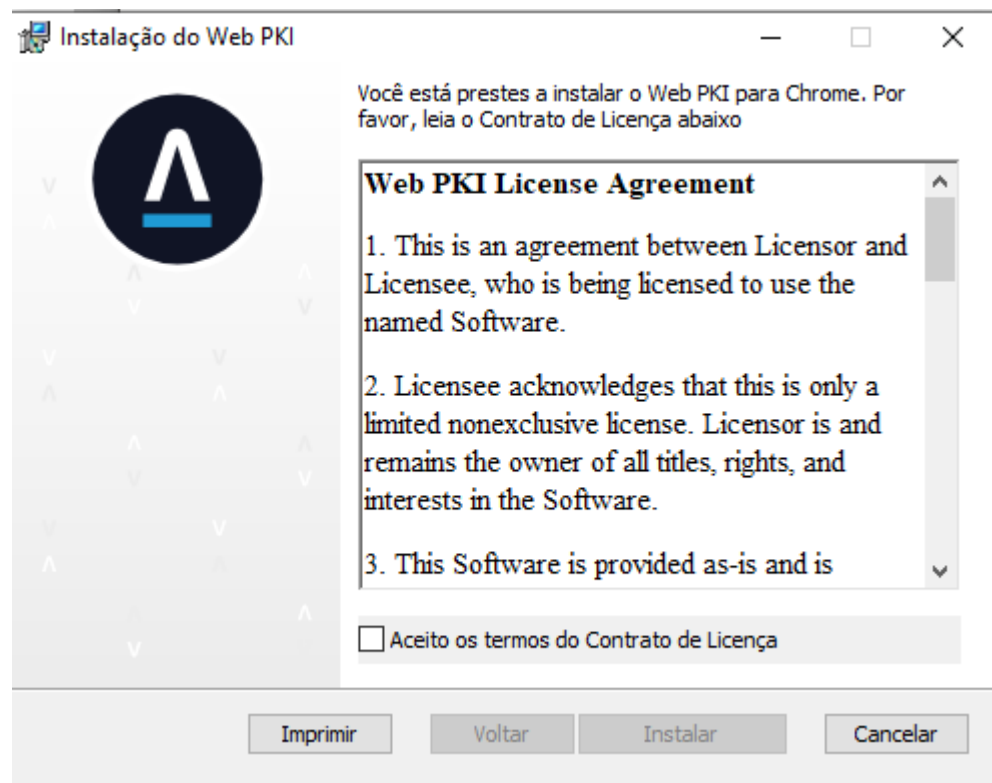 Instalação do Web PKI
Você está prestes a instalar o Web PKI para Chrome. Por
favor, leia o Contrato de Licença abaixo
Web PKI License Agreement
1. This is an agreement between Licensor and
Licensee, who is being licensed to use the
named Software.
2. Licensee acknowledges that this is only a
limited nonexclusive license. Licensor is and
remains the owner of all titles, rights, and
interests in the Software.
3. This Software is provided as-is and is
Aceito os termos do Contrato de Licença
Imprimir Voltar Instalar Cancelar